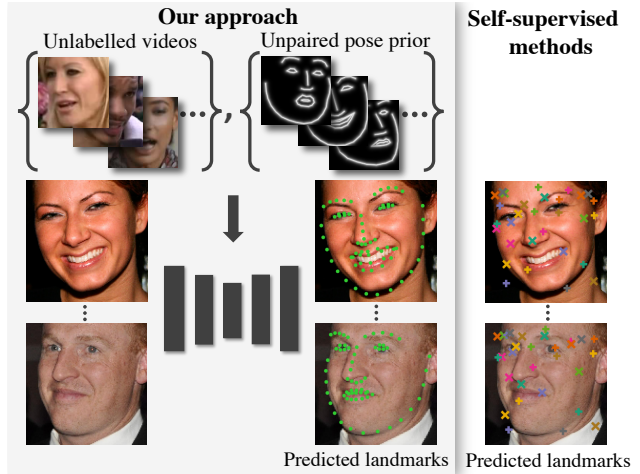 Our approach
Unlabelled videos
Unpaired pose prior
Self-supervised
methods
Predicted landmarks
Predicted landmarks